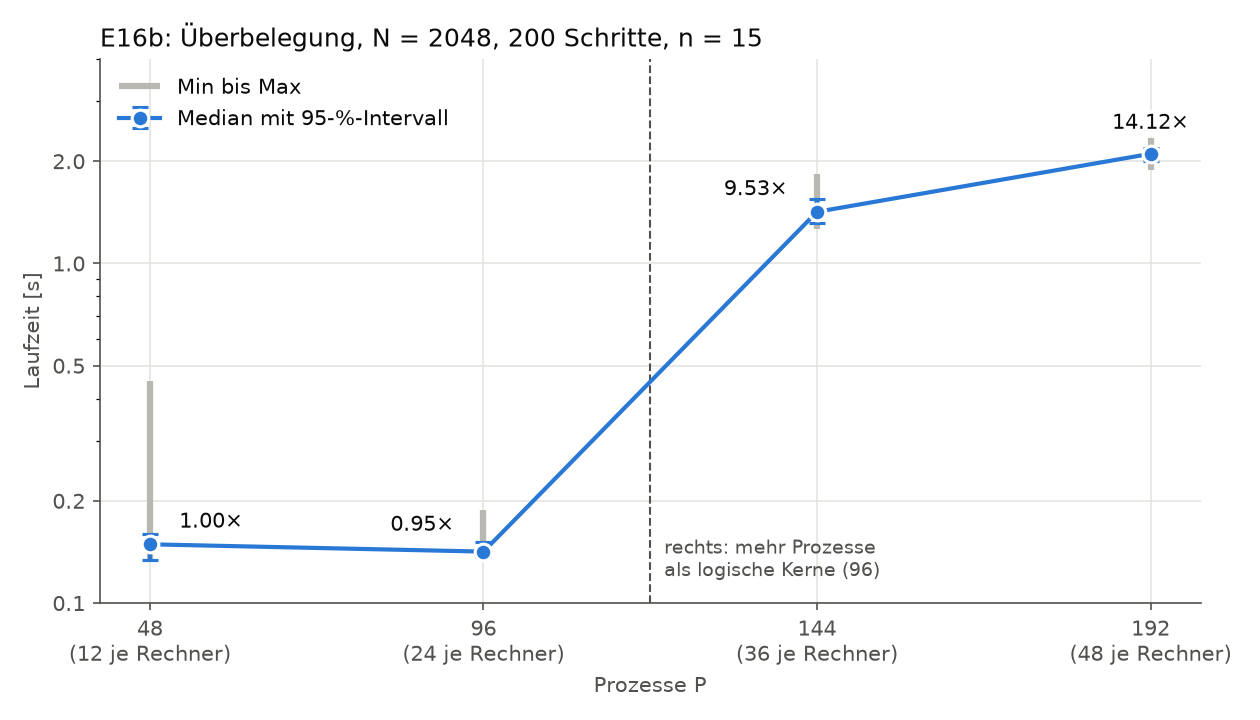 E16b: Überbelegung, N = 2048, 200 Schritte, n = 15
Min bis Max
Median mit 95-%-Intervall
14.12×
2.0
9.53×
1.0
Laufzeit [s]
0.5
0.2
1.00×
0.95×
rechts: mehr Prozesse
als logische Kerne (96)
0.1
48
(12 je Rechner)
96
(24 je Rechner)
144
(36 je Rechner)
192
(48 je Rechner)
Prozesse P